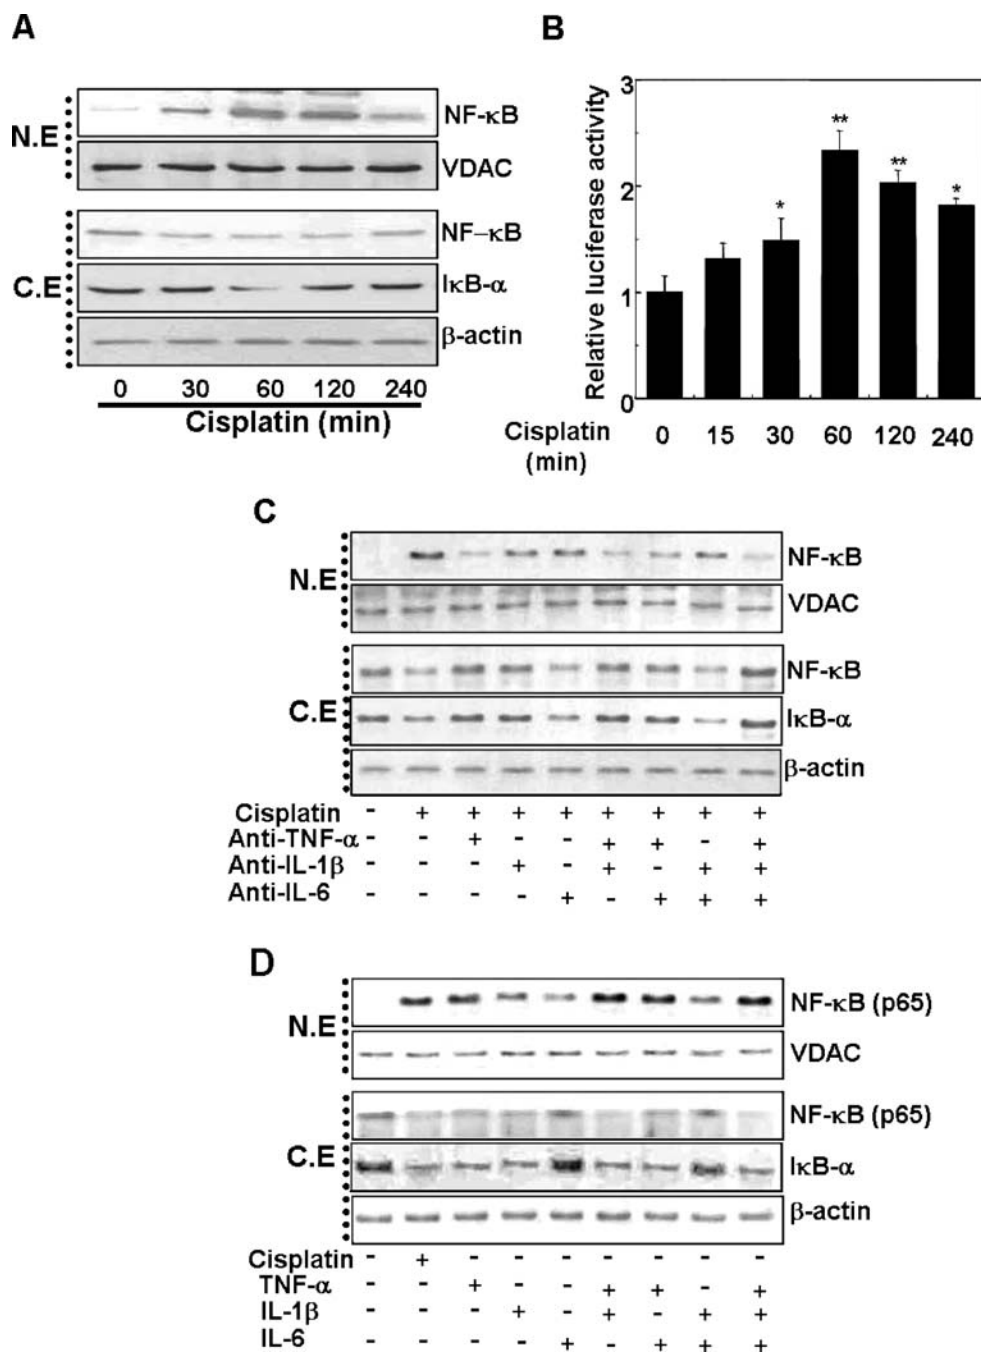 A
N.E
NF-κB
VDAC
C.E
NF–κB
IκB-α
β-actin
0 30 60 120 240
Cisplatin (min)
B
Relative luciferase activity
3
2
1
0
*
**
**
*
Cisplatin
(min)
0 15 30 60 120 240
C
N.E
NF-κB
VDAC
C.E
NF-κB
IκB-α
β-actin
Cisplatin - + + + + + + + +
Anti-TNF-α - - + - - + + - +
Anti-IL-1β - - - + - + - + +
Anti-IL-6 - - - - + - + + +
D
N.E
NF-κB (p65)
VDAC
C.E
NF-κB (p65)
IκB-α
β-actin
Cisplatin - + - - - - - - -
TNF-α - - + - - + + - +
IL-1β - - - + - + - + +
IL-6 - - - - + - + + +